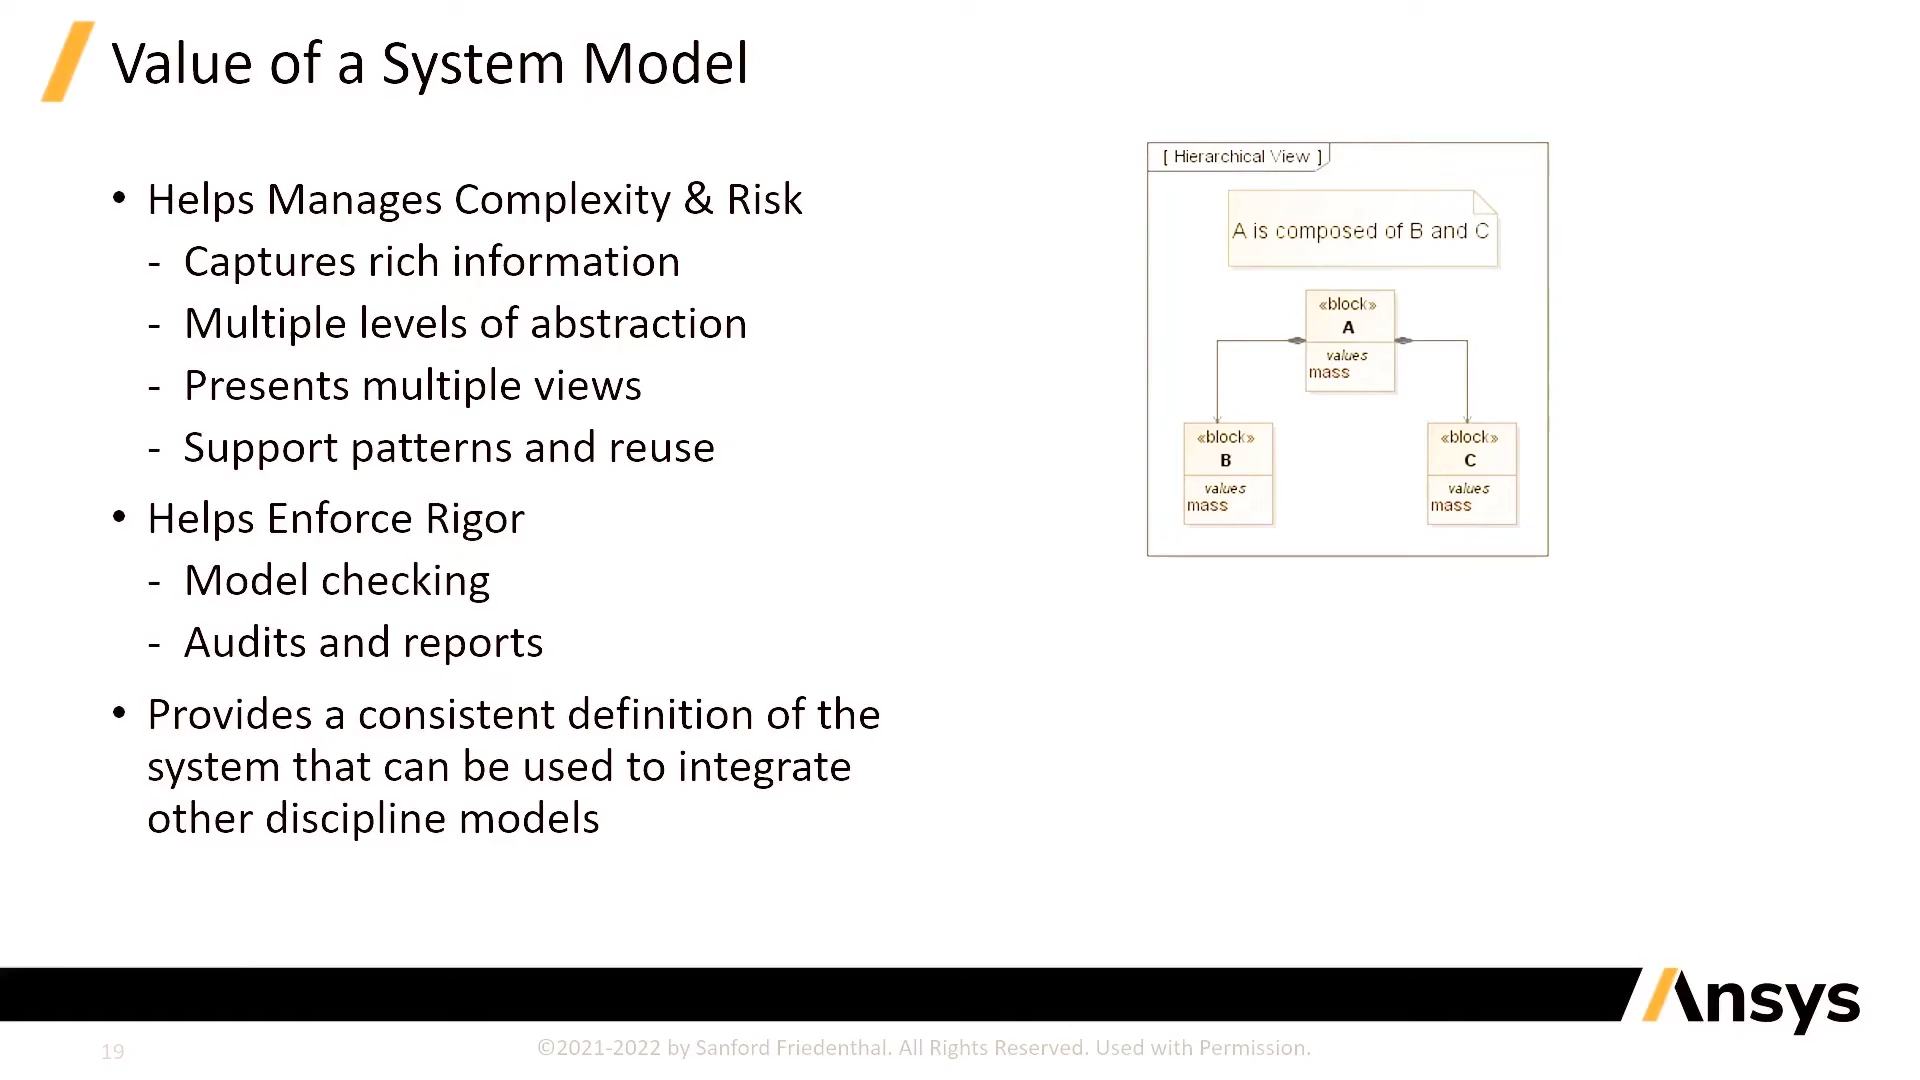 Value of a System Model
• Helps Manages Complexity & Risk
- Captures rich information
- Multiple levels of abstraction
- Presents multiple views
- Support patterns and reuse
• Helps Enforce Rigor
- Model checking
- Audits and reports
• Provides a consistent definition of the
system that can be used to integrate
other discipline models
[ Hierarchical View ]
A is composed of B and C
«block»
A
values
mass
«block»
B
values
mass
«block»
C
values
mass
Ansys
19
©2021-2022 by Sanford Friedenthal. All Rights Reserved. Used with Permission.